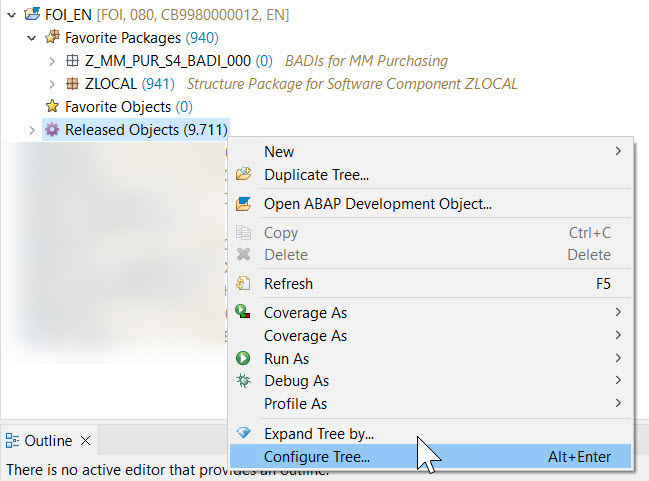 FOI_EN [FOI, 080, CB9980000012, EN]
Favorite Packages (940)
Z_MM_PUR_S4_BADI_000 (0) BADIs for MM Purchasing
ZLOCAL (941) Structure Package for Software Component ZLOCAL
Favorite Objects (0)
Released Objects (9.711)
New
Duplicate Tree...
Open ABAP Development Object...
Copy Ctrl+C
Delete Delete
Refresh F5
Coverage As
Coverage As
Run As
Debug As
Profile As
Expand Tree by...
Configure Tree... Alt+Enter
Outline
There is no active editor that provides an outline.